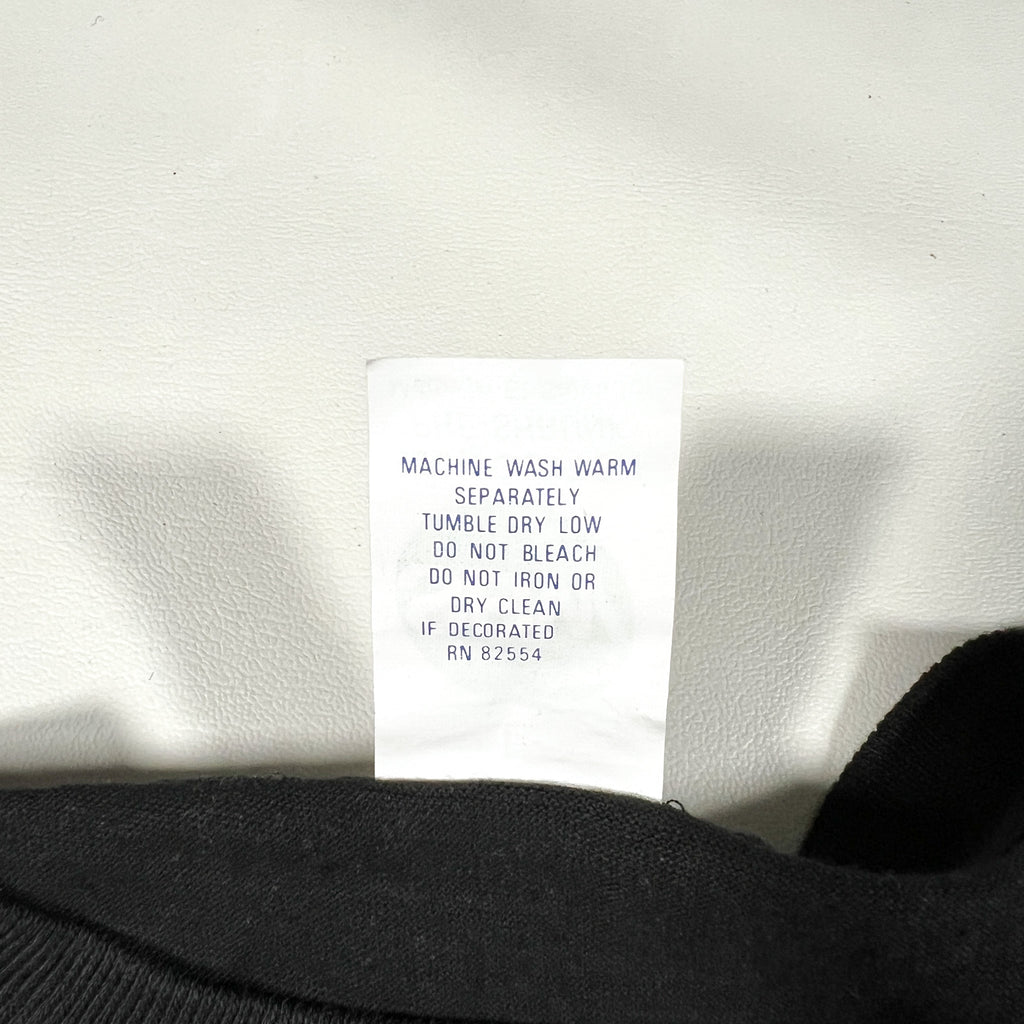 MACHINE WASH WARM
SEPARATELY
TUMBLE DRY LOW
DO NOT BLEACH
DO NOT IRON OR
DRY CLEAN
IF DECORATED
RN 82554